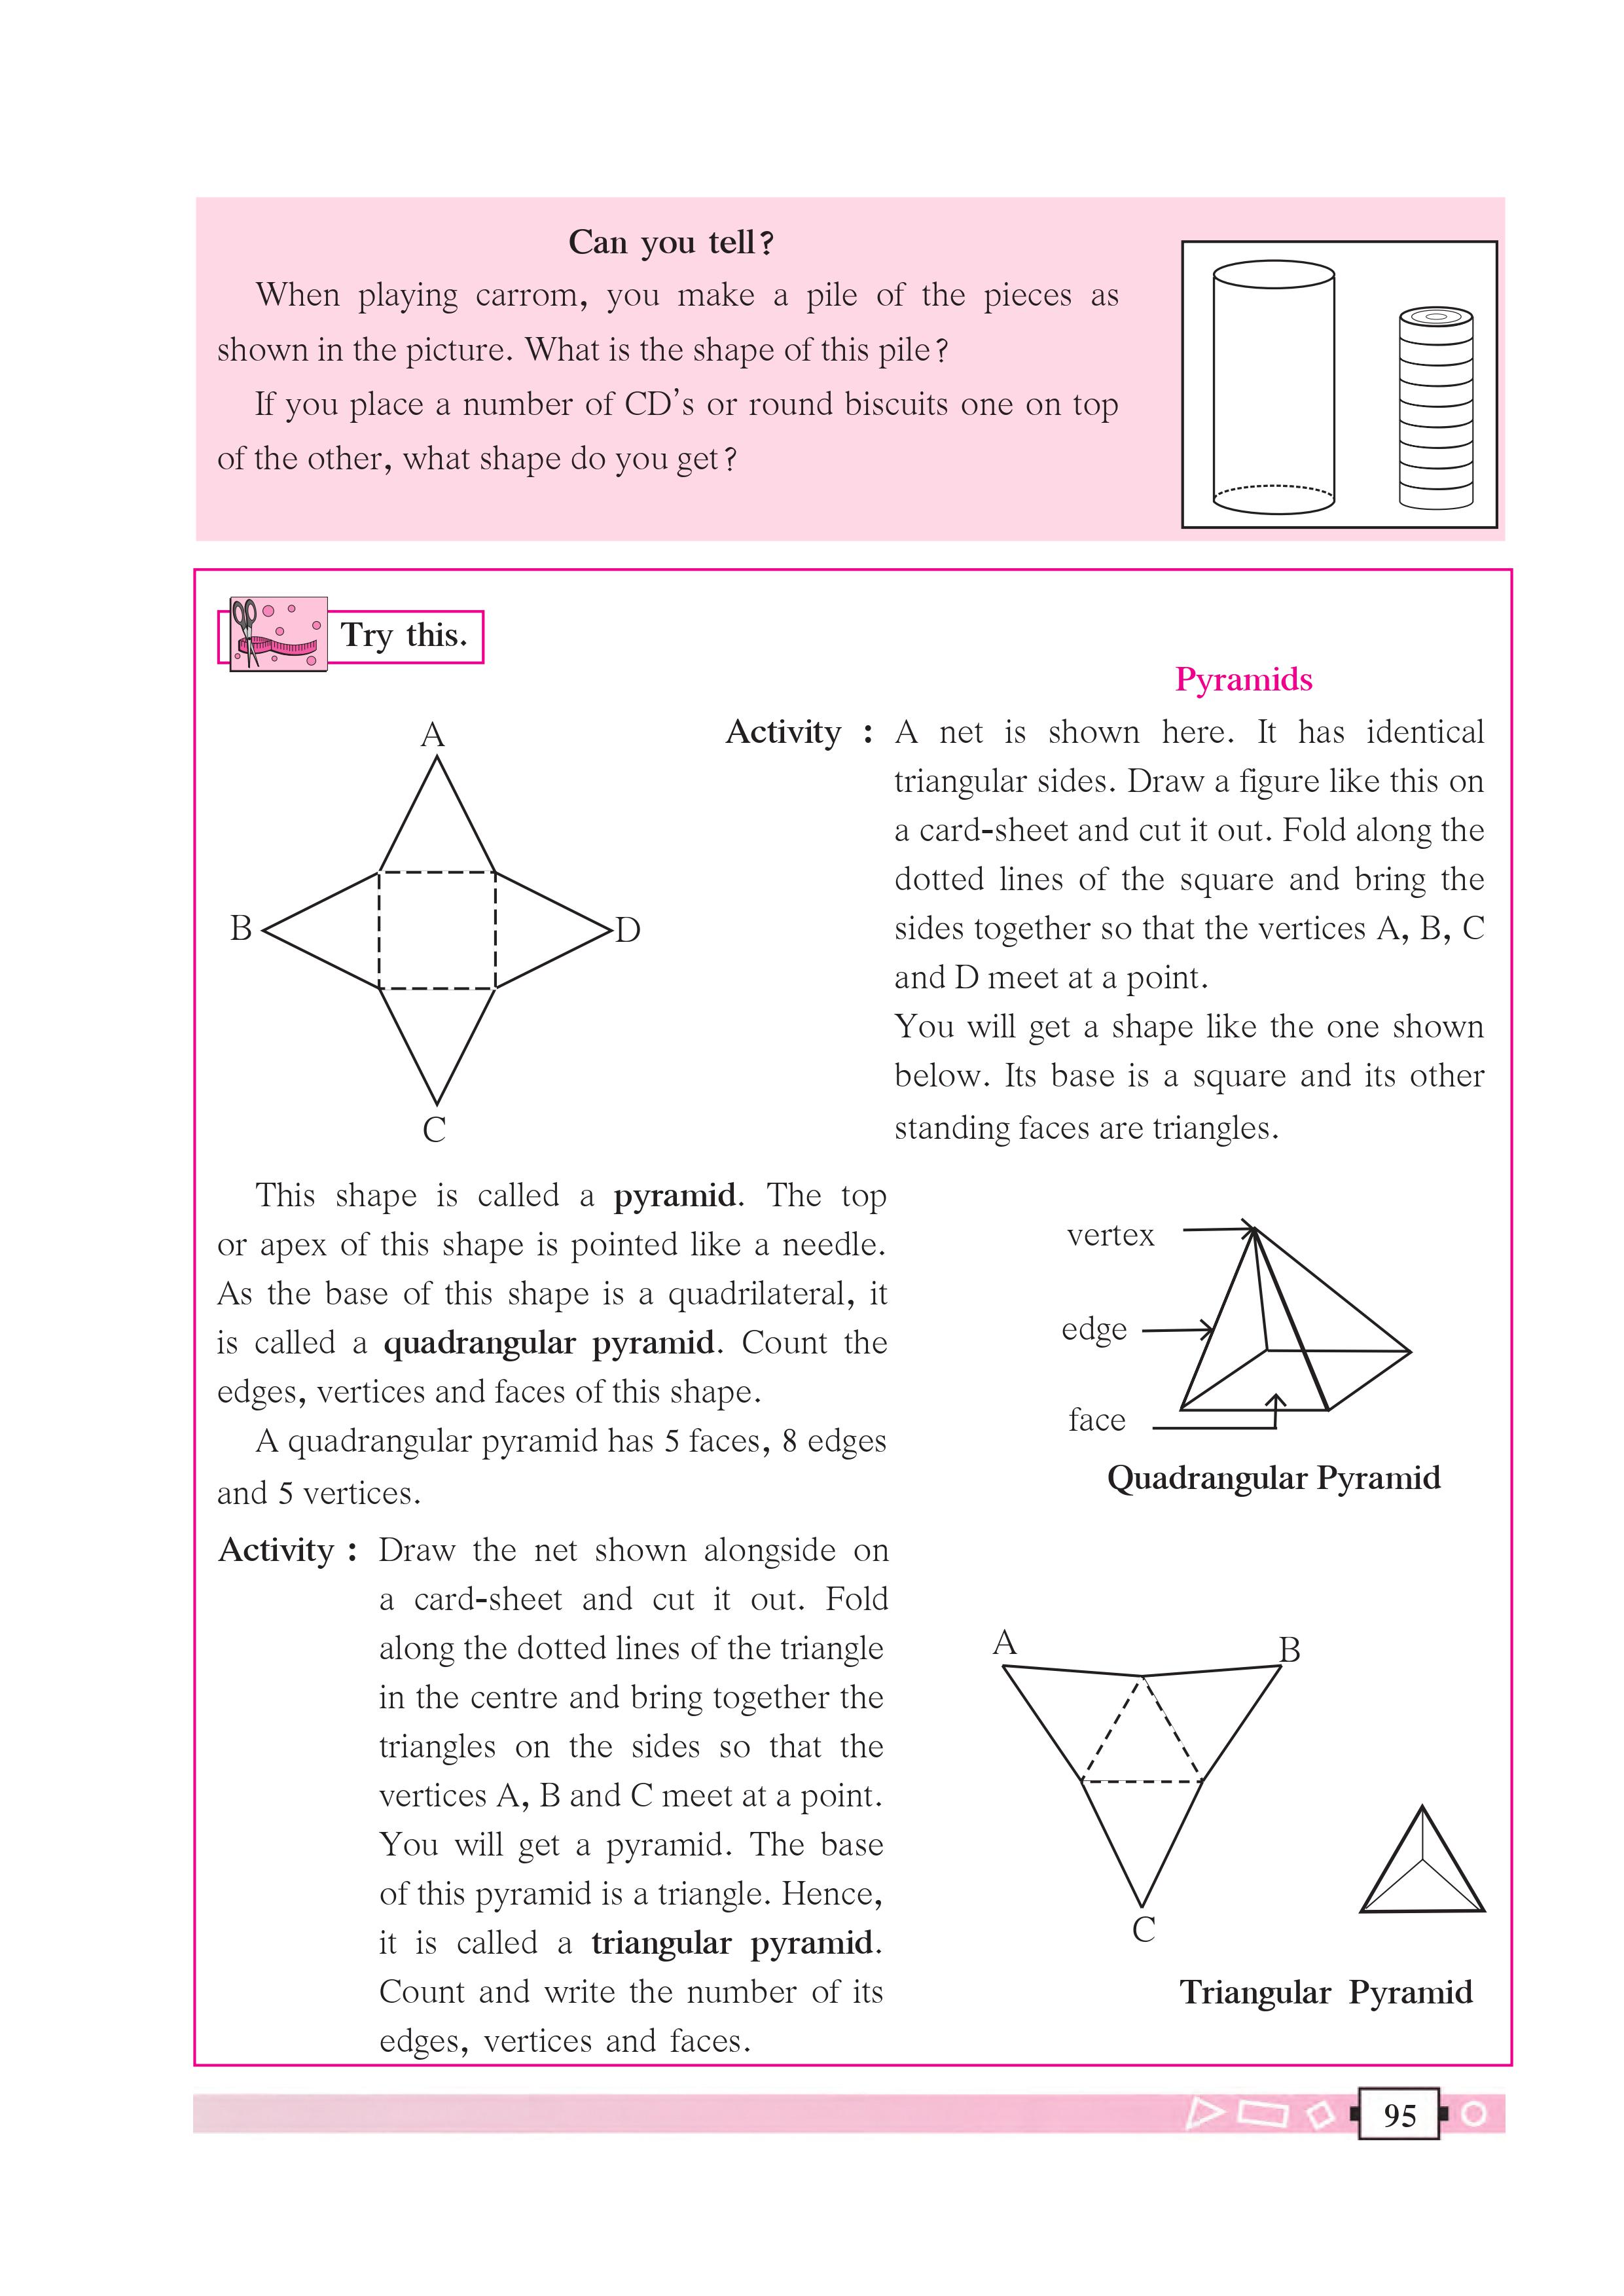 Can you tell?
When playing carrom, you make a pile of the pieces as
shown in the picture. What is the shape of this pile?
If you place a number of CD's or round biscuits one on top
of the other, what shape do you get?
Try this.
Pyramids
A
B
D
C
Activity : A net is shown here. It has identical
triangular sides. Draw a figure like this on
a card-sheet and cut it out. Fold along the
dotted lines of the square and bring the
sides together so that the vertices A, B, C
and D meet at a point.
You will get a shape like the one shown
below. Its base is a square and its other
standing faces are triangles.
This shape is called a pyramid. The top
or apex of this shape is pointed like a needle.
As the base of this shape is a quadrilateral, it
is called a quadrangular pyramid. Count the
edges, vertices and faces of this shape.
A quadrangular pyramid has 5 faces, 8 edges
and 5 vertices.
vertex
edge
face
Quadrangular Pyramid
Activity : Draw the net shown alongside on
a card-sheet and cut it out. Fold
along the dotted lines of the triangle
in the centre and bring together the
triangles on the sides so that the
vertices A, B and C meet at a point.
You will get a pyramid. The base
of this pyramid is a triangle. Hence,
it is called a triangular pyramid.
Count and write the number of its
edges, vertices and faces.
A
B
C
Triangular Pyramid
95